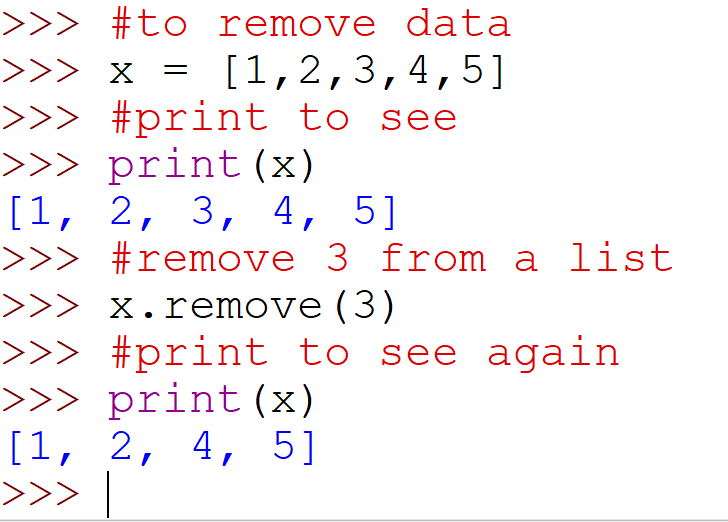 >>> #to remove data
>>> x = [1,2,3,4,5]
>>> #print to see
>>> print(x)
[1, 2, 3, 4, 5]
>>> #remove 3 from a list
>>> x.remove(3)
>>> #print to see again
>>> print(x)
[1, 2, 4, 5]
>>>